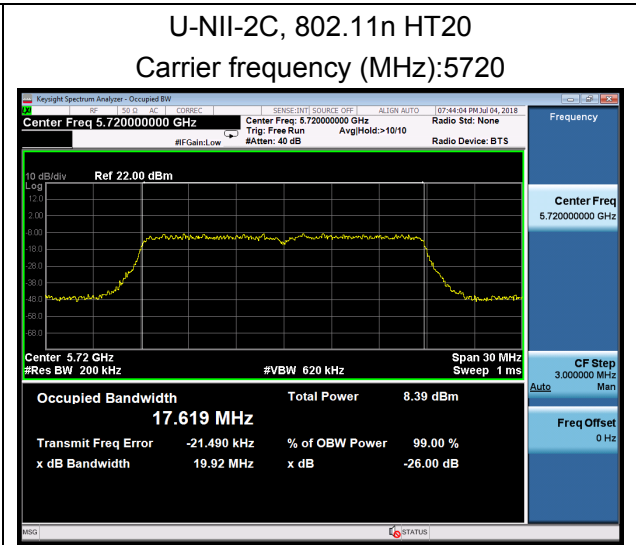 U-NII-2C, 802.11n HT20
Carrier frequency (MHz):5720
Keysight Spectrum Analyzer - Occupied BW
RF 50 Ω AC CORREC SENSE:INT SOURCE OFF ALIGN AUTO 07:44:04 PM Jul 04, 2018
Center Freq 5.720000000 GHz
Center Freq: 5.720000000 GHz Radio Std: None
Trig: Free Run Avg|Hold:>10/10
#IFGain:Low #Atten: 40 dB Radio Device: BTS
Frequency
10 dB/div Ref 22.00 dBm
Log
12.0
2.00
-8.00
-18.0
-28.0
-38.0
-48.0
-58.0
-68.0
Center 5.72 GHz Span 30 MHz
#Res BW 200 kHz #VBW 620 kHz Sweep 1 ms
Occupied Bandwidth Total Power 8.39 dBm
17.619 MHz
Transmit Freq Error -21.490 kHz % of OBW Power 99.00 %
x dB Bandwidth 19.92 MHz x dB -26.00 dB
Center Freq
5.720000000 GHz
CF Step
3.000000 MHz
Auto Man
Freq Offset
0 Hz
MSG STATUS